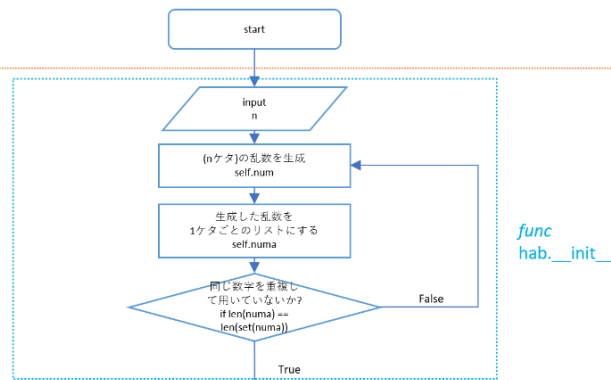 start
input
n
(nケタ)の乱数を生成
self.num
生成した乱数を
1ケタごとのリストにする
self.numa
func
hab.__init__
同じ数字を重複し
て用いていないか?
if len(numa) ==
len(set(numa))
False
True